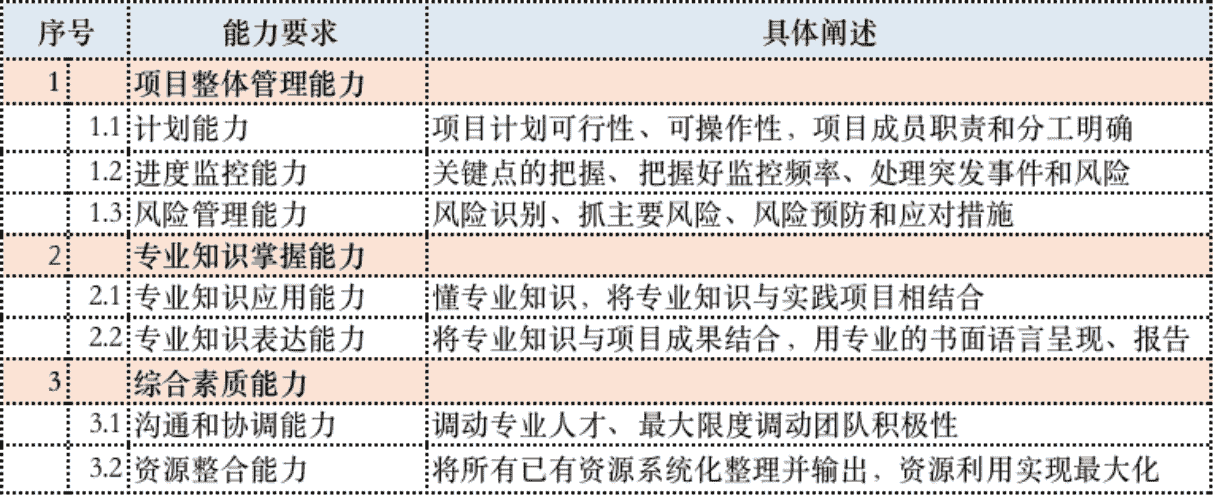 序号 能力要求 具体阐述
1 项目整体管理能力
1.1 计划能力 项目计划可行性、可操作性，项目成员职责和分工明确
1.2 进度监控能力 关键点的把握、把握好监控频率、处理突发事件和风险
1.3 风险管理能力 风险识别、抓主要风险、风险预防和应对措施
2 专业知识掌握能力
2.1 专业知识应用能力 懂专业知识，将专业知识与实践项目相结合
2.2 专业知识表达能力 将专业知识与项目成果结合，用专业的书面语言呈现、报告
3 综合素质能力
3.1 沟通和协调能力 调动专业人才、最大限度调动团队积极性
3.2 资源整合能力 将所有已有资源系统化整理并输出，资源利用实现最大化